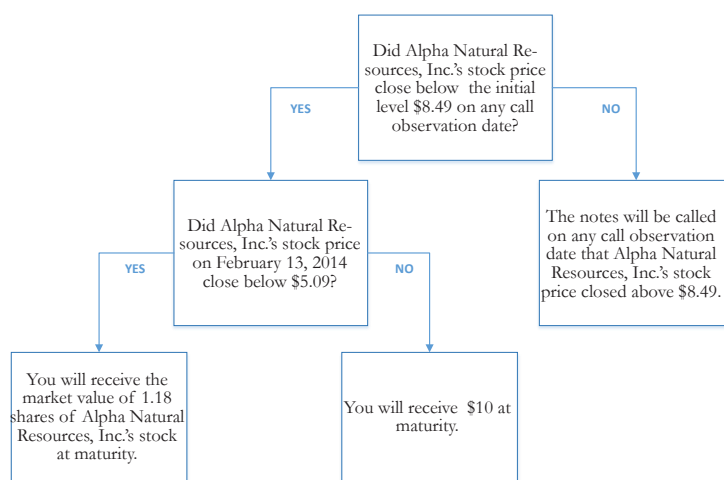 Did Alpha Natural Re-
sources, Inc.'s stock price
close below the initial
level $8.49 on any call
observation date?
YES
NO
Did Alpha Natural Re-
sources, Inc.'s stock price
on February 13, 2014
close below $5.09?
The notes will be called
on any call observation
date that Alpha Natural
Resources, Inc.'s stock
price closed above $8.49.
YES
NO
You will receive the
market value of 1.18
shares of Alpha Natural
Resources, Inc.'s stock
at maturity.
You will receive $10 at
maturity.